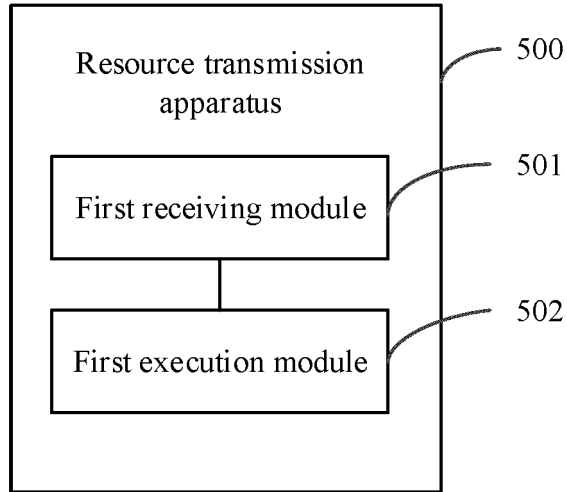 Resource transmission
apparatus
500
First receiving module
501
First execution module
502